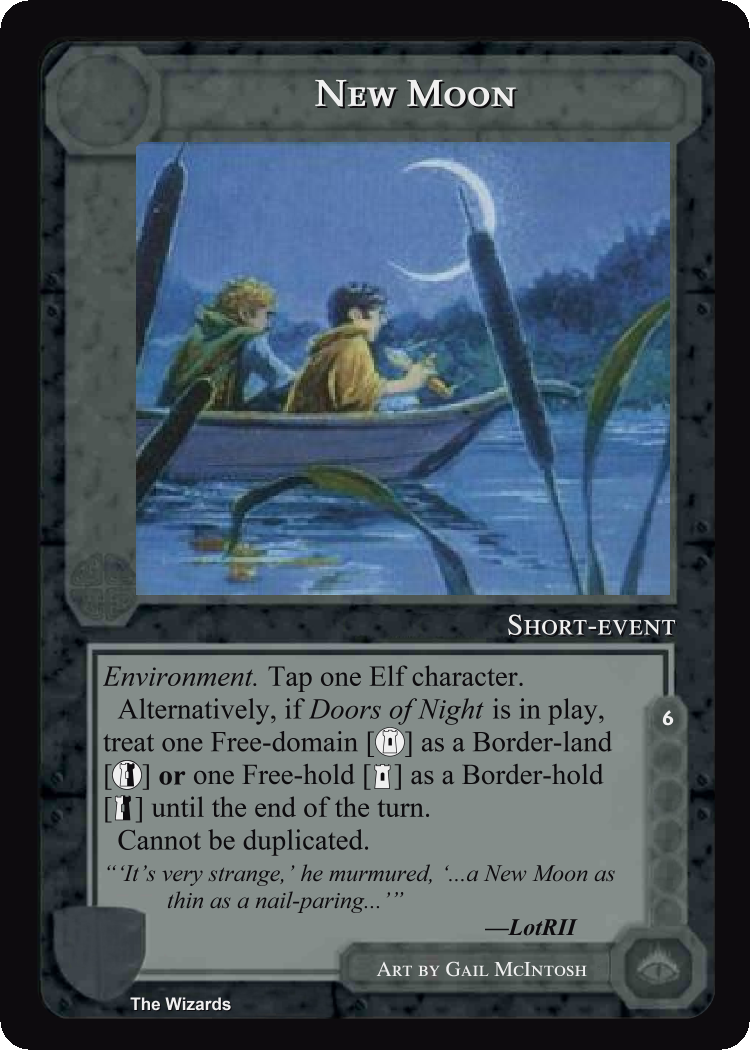 New Moon
Short-event
Environment. Tap one Elf character.
Alternatively, if Doors of Night is in play,
treat one Free-domain [ ] as a Border-land
[ ] or one Free-hold [ ] as a Border-hold
[ ] until the end of the turn.
Cannot be duplicated.
6
“‘It’s very strange,’ he murmured, ‘...a New Moon as
thin as a nail-paring...’”
—LotRII
Art by Gail McIntosh
The Wizards